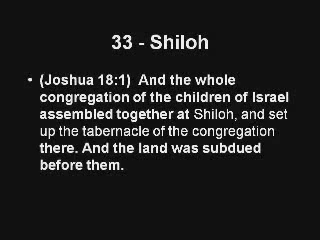 33 - Shiloh
• (Joshua 18:1)  And the whole
congregation of the children of Israel
assembled together at Shiloh, and set
up the tabernacle of the congregation
there. And the land was subdued
before them.